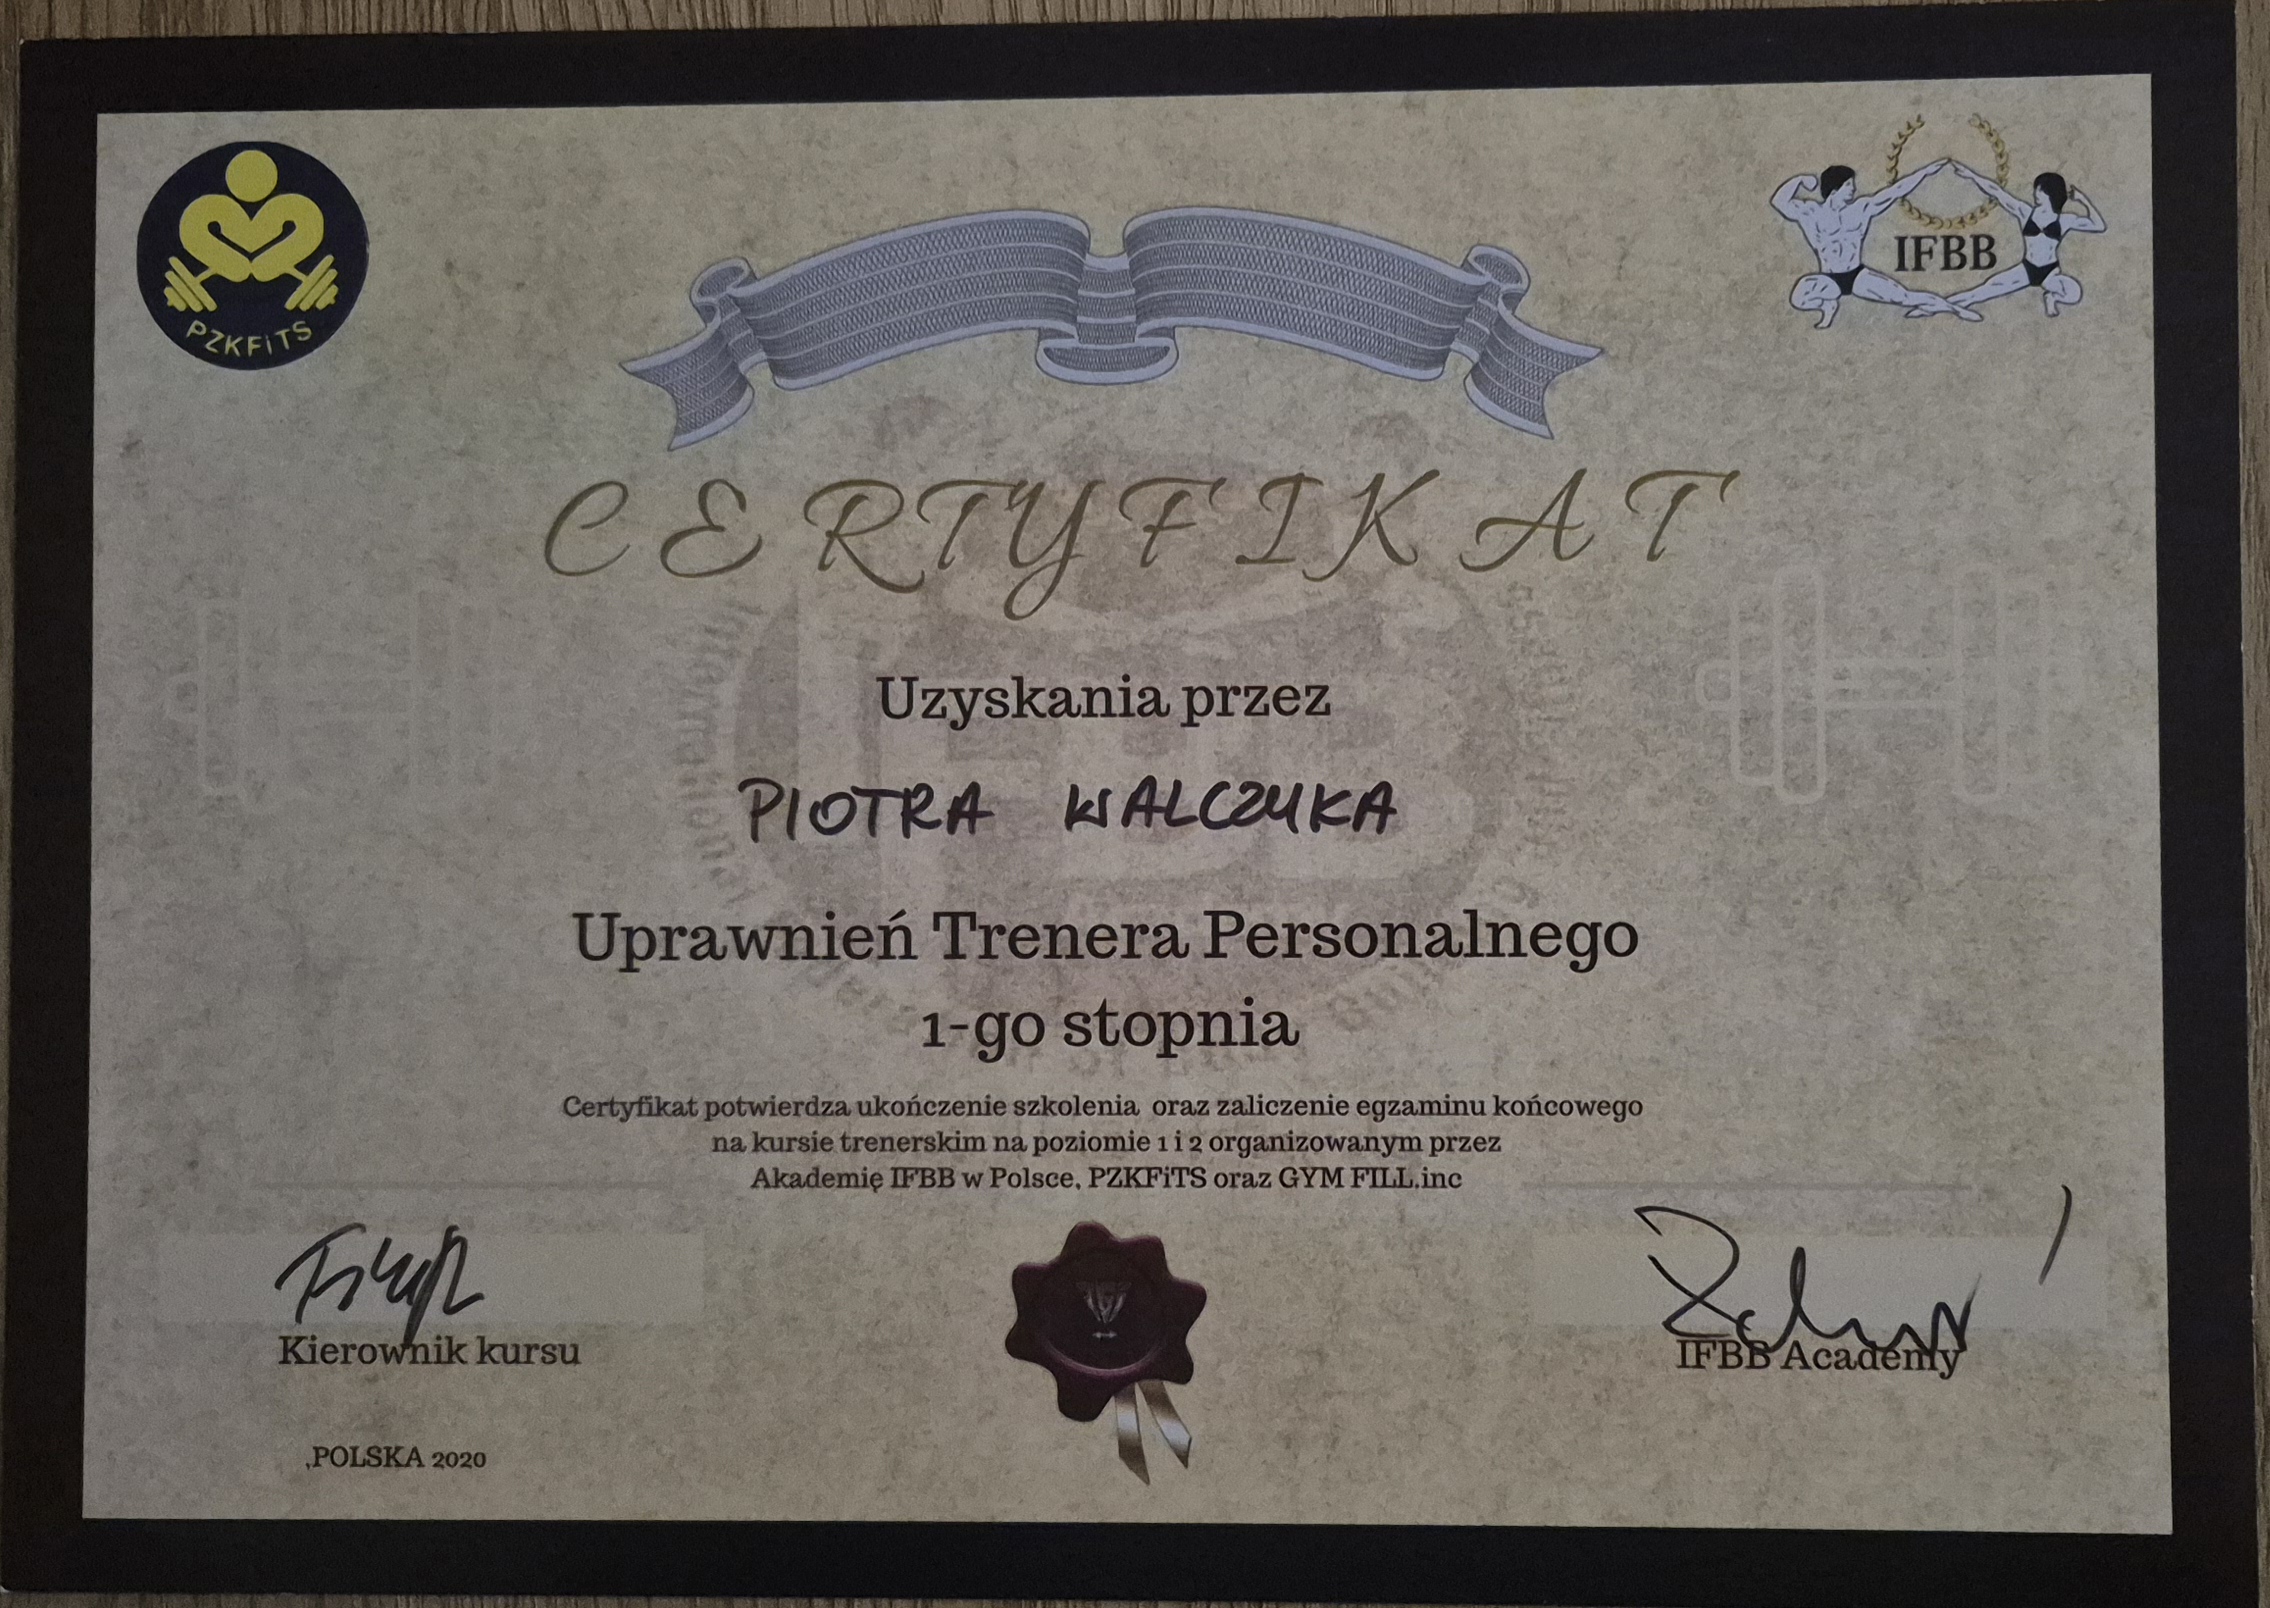 PZKFiTS
IFBB
CERTYFIKAT
Uzyskania przez
PIOTRA WALCZYKA
Uprawnień Trenera Personalnego
1-go stopnia
Certyfikat potwierdza ukończenie szkolenia oraz zaliczenie egzaminu końcowego
na kursie trenerskim na poziomie 1 i 2 organizowanym przez
Akademię IFBB w Polsce, PZKFiTS oraz GYM FILL.inc
Kierownik kursu
IFBB Academy
,POLSKA 2020